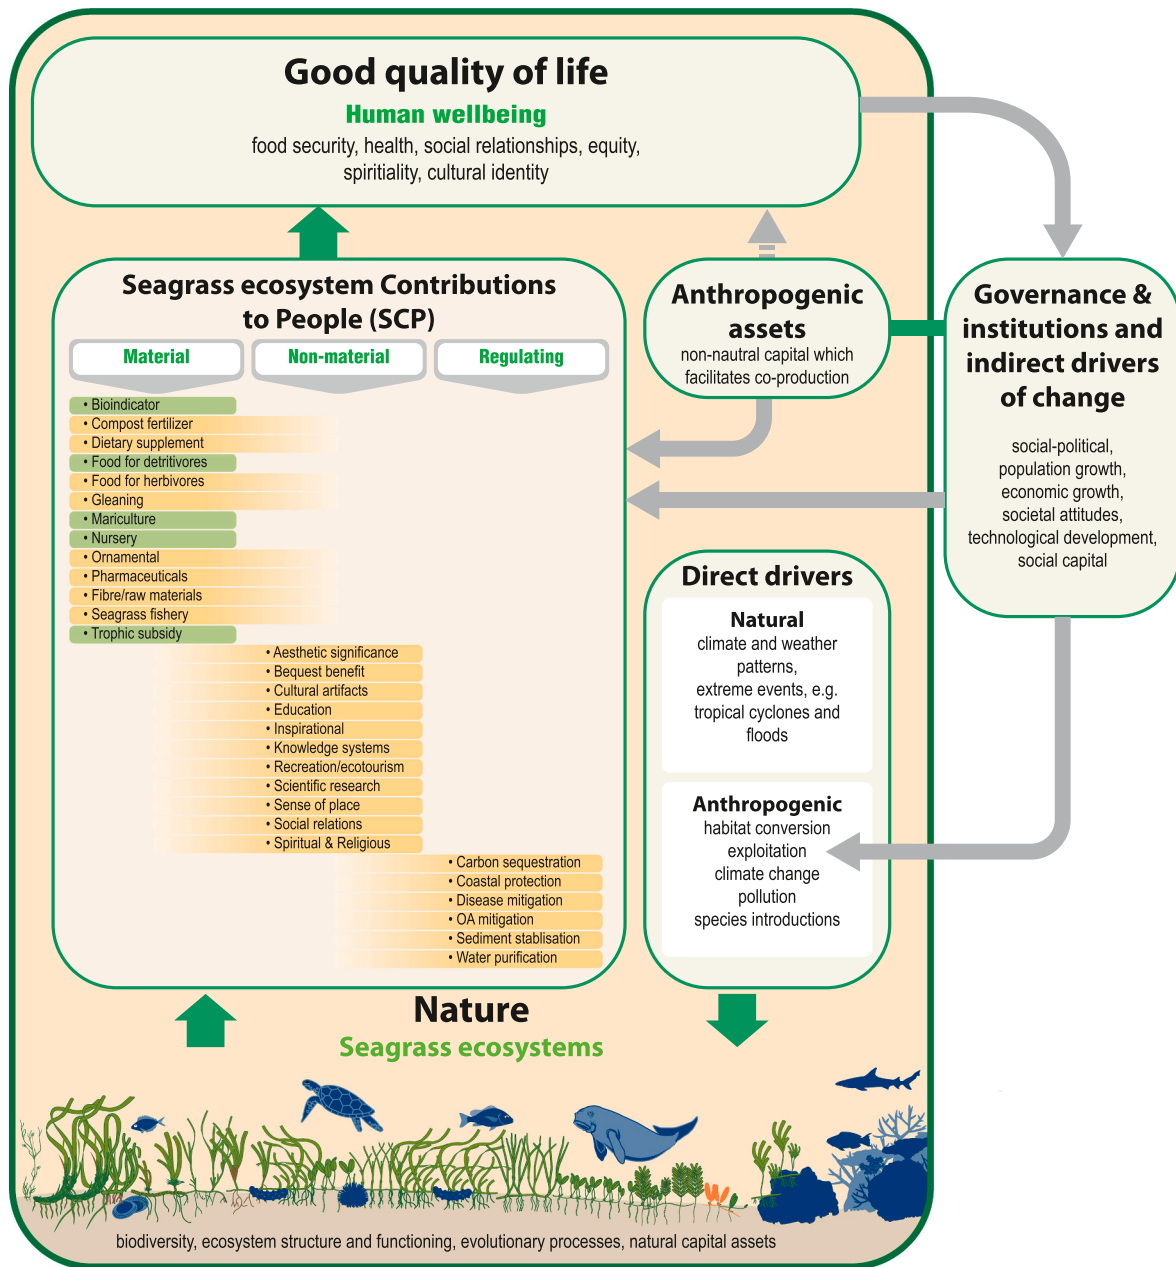 Good quality of life
Human wellbeing
food security, health, social relationships, equity,
spiritiality, cultural identity
Seagrass ecosystem Contributions
to People (SCP)
Material
Non-material
Regulating
• Bioindicator
• Compost fertilizer
• Dietary supplement
• Food for detritivores
• Food for herbivores
• Gleaning
• Mariculture
• Nursery
• Ornamental
• Pharmaceuticals
• Fibre/raw materials
• Seagrass fishery
• Trophic subsidy
• Aesthetic significance
• Bequest benefit
• Cultural artifacts
• Education
• Inspirational
• Knowledge systems
• Recreation/ecotourism
• Scientific research
• Sense of place
• Social relations
• Spiritual & Religious
• Carbon sequestration
• Coastal protection
• Disease mitigation
• OA mitigation
• Sediment stablisation
• Water purification
Anthropogenic
assets
non-nautral capital which
facilitates co-production
Governance &
institutions and
indirect drivers
of change
social-political,
population growth,
economic growth,
societal attitudes,
technological development,
social capital
Direct drivers
Natural
climate and weather
patterns,
extreme events, e.g.
tropical cyclones and
floods
Anthropogenic
habitat conversion
exploitation
climate change
pollution
species introductions
Nature
Seagrass ecosystems
biodiversity, ecosystem structure and functioning, evolutionary processes, natural capital assets